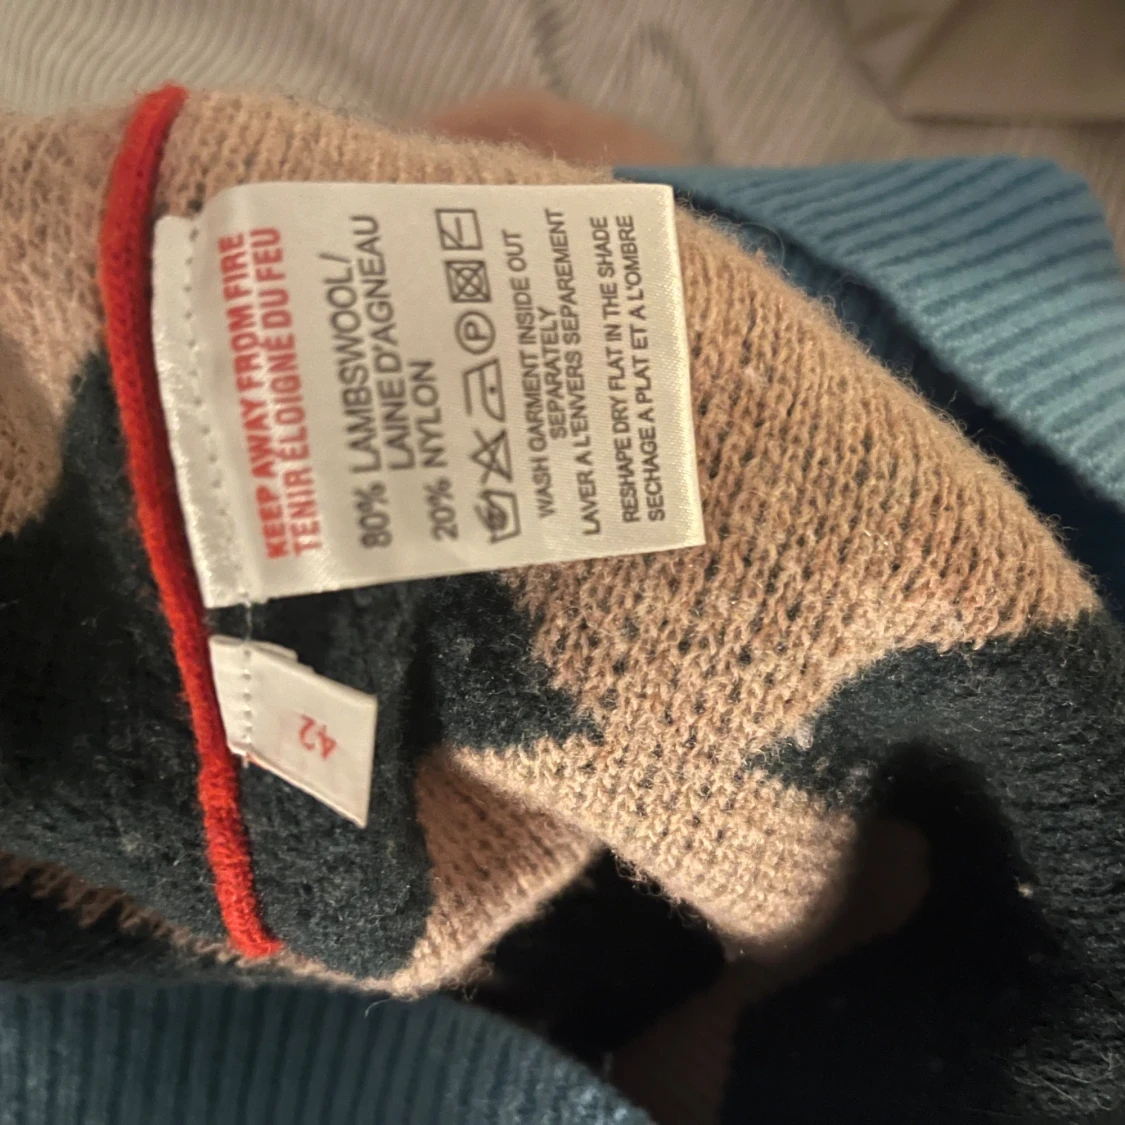 KEEP AWAY FROM FIRE
TENIR ELOIGNE DU FEU
80% LAMBSWOOL/
LAINE D'AGNEAU
20% NYLON
P
WASH GARMENT INSIDE OUT
SEPARATELY
LAVER A L'ENVERS SEPAREMENT
RESHAPE DRY FLAT IN THE SHADE
SECHAGE A PLAT ET A L'OMBRE
42